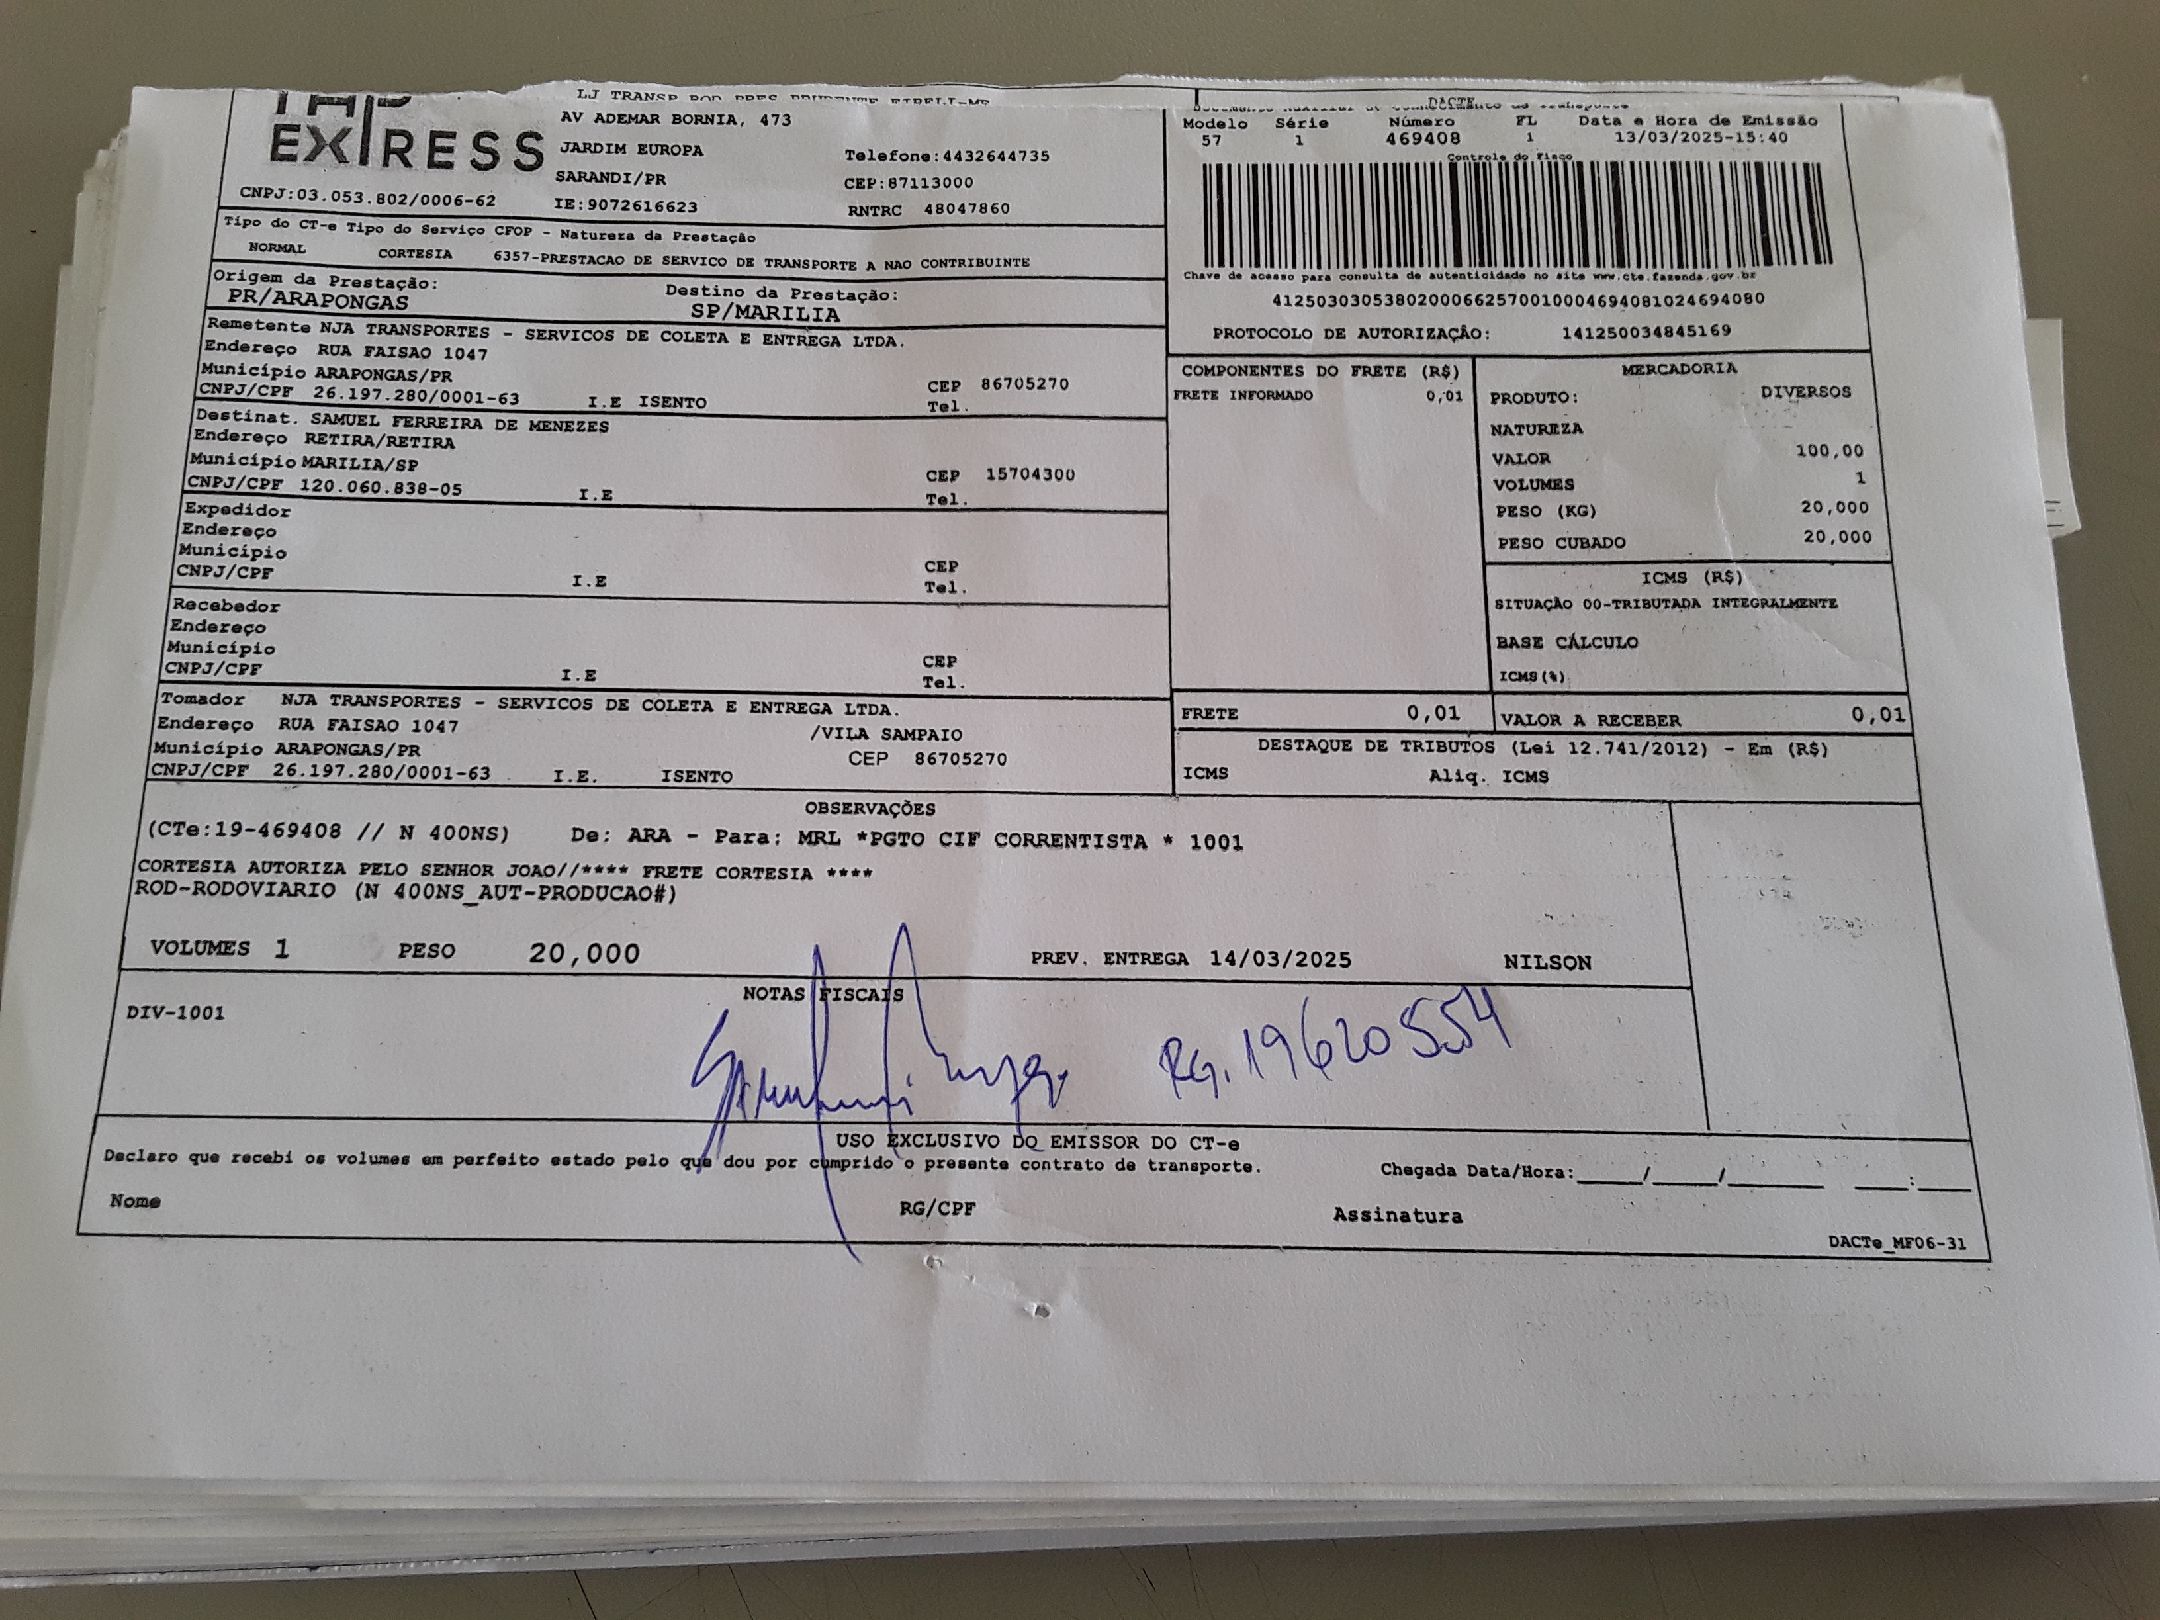 EXPRESS
LJ TRANSP ROD PRES PRUDENTE EIRELI-ME
AV ADEMAR BORNIA, 473
JARDIM EUROPA
Telefone:4432644735
SARANDI/PR
CEP:87113000
CNPJ:03.053.802/0006-62
IE:9072616623
RNTRC 48047860
DACTE
Modelo Série Número FL Data e Hora de Emissão
57 1 469408 1 13/03/2025-15:40
Controle do Fisco
Chave de acesso para consulta de autenticidade no site www.cte.fazenda.gov.br
41250303053802000662570010004694081024694080
PROTOCOLO DE AUTORIZAÇÃO: 141250034845169
Tipo do CT-e Tipo do Serviço CFOP - Natureza da Prestação
NORMAL CORTESIA 6357-PRESTACAO DE SERVICO DE TRANSPORTE A NAO CONTRIBUINTE
Origem da Prestação: Destino da Prestação:
PR/ARAPONGAS SP/MARILIA
Remetente NJA TRANSPORTES - SERVICOS DE COLETA E ENTREGA LTDA.
Endereço RUA FAISAO 1047
Município ARAPONGAS/PR CEP 86705270
CNPJ/CPF 26.197.280/0001-63 I.E ISENTO Tel.
Destinat. SAMUEL FERREIRA DE MENEZES
Endereço RETIRA/RETIRA
Município MARILIA/SP CEP 15704300
CNPJ/CPF 120.060.838-05 I.E Tel.
Expedidor
Endereço
Município CEP
CNPJ/CPF I.E Tel.
Recebedor
Endereço
Município CEP
CNPJ/CPF I.E Tel.
Tomador NJA TRANSPORTES - SERVICOS DE COLETA E ENTREGA LTDA.
Endereço RUA FAISAO 1047 /VILA SAMPAIO
Município ARAPONGAS/PR CEP 86705270
CNPJ/CPF 26.197.280/0001-63 I.E. ISENTO
COMPONENTES DO FRETE (R$)
FRETE INFORMADO 0,01
MERCADORIA
PRODUTO: DIVERSOS
NATUREZA
VALOR 100,00
VOLUMES 1
PESO (KG) 20,000
PESO CUBADO 20,000
ICMS (R$)
SITUAÇÃO 00-TRIBUTADA INTEGRALMENTE
BASE CÁLCULO
ICMS(%)
FRETE 0,01 VALOR A RECEBER 0,01
DESTAQUE DE TRIBUTOS (Lei 12.741/2012) - Em (R$)
ICMS Aliq. ICMS
OBSERVAÇÕES
(CTe:19-469408 // N 400NS) De: ARA - Para: MRL *PGTO CIF CORRENTISTA * 1001
CORTESIA AUTORIZA PELO SENHOR JOAO//**** FRETE CORTESIA ****
ROD-RODOVIARIO (N 400NS_AUT-PRODUCAO#)
VOLUMES 1 PESO 20,000 PREV. ENTREGA 14/03/2025 NILSON
NOTAS FISCAIS
DIV-1001
RG. 19620554
USO EXCLUSIVO DO EMISSOR DO CT-e
Declaro que recebi os volumes em perfeito estado pelo que dou por cumprido o presente contrato de transporte.
Chegada Data/Hora:____/____/____ ___:___
Nome RG/CPF Assinatura
DACTe_MF06-31